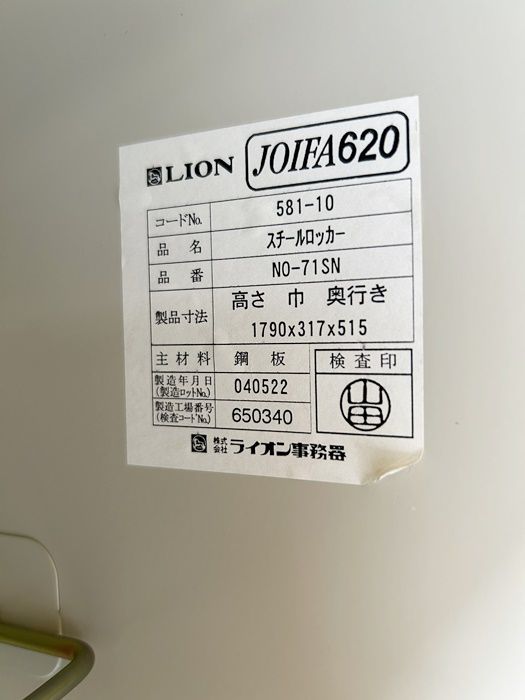 LION JOIFA620
コードNo. 581-10
品名 スチールロッカー
品番 NO-71SN
製品寸法 高さ 巾 奥行き
1790x317x515
主材料 鋼板 検査印
製造年月日
(製造ロットNo.) 040522
山田
製造工場番号
(検査コードNo.) 650340
株式会社 ライオン事務器